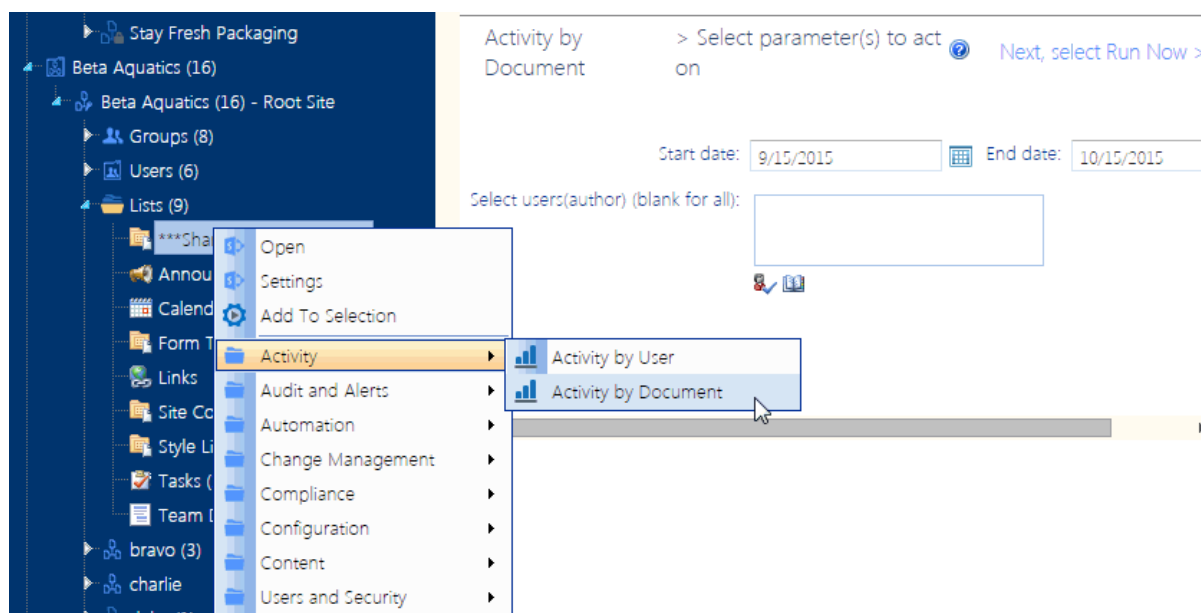 Stay Fresh Packaging
Beta Aquatics (16)
Beta Aquatics (16) - Root Site
Groups (8)
Users (6)
Lists (9)
***Sha
Annou
Calend
Form T
Links
Site Co
Style Li
Tasks (
Team
bravo (3)
charlie
Open
Settings
Add To Selection
Activity
Audit and Alerts
Automation
Change Management
Compliance
Configuration
Content
Users and Security
Activity by User
Activity by Document
Activity by
Document
> Select parameter(s) to act
on
Next, select Run Now >
Start date: 9/15/2015 End date: 10/15/2015
Select users(author) (blank for all):